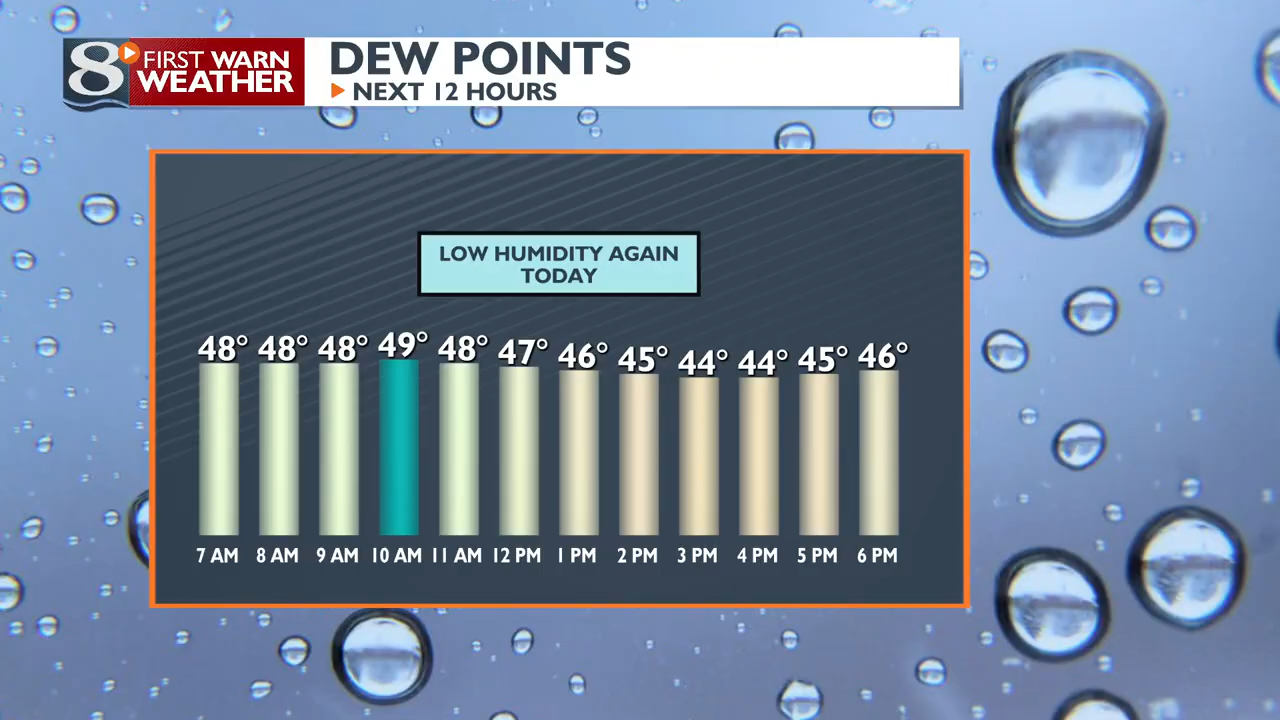 8 FIRST WARN
WEATHER
DEW POINTS
NEXT 12 HOURS
LOW HUMIDITY AGAIN
TODAY
48° 48° 48° 49° 48° 47° 46° 45° 44° 44° 45° 46°
7 AM 8 AM 9 AM 10 AM 11 AM 12 PM 1 PM 2 PM 3 PM 4 PM 5 PM 6 PM